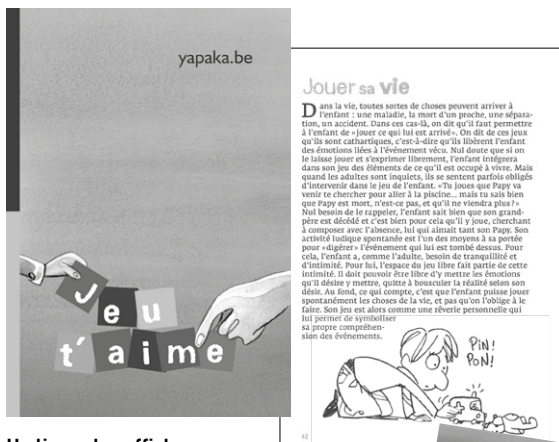 yapaka.be
Jeu
t'aime
Jouer sa vie
Dans la vie, toutes sortes de choses peuvent arriver à
l'enfant : une maladie, la mort d'un proche, une sépara-
tion, un accident. Dans ces cas-là, on dit qu'il faut permettre
à l'enfant de «jouer ce qui lui est arrivé». On dit de ces jeux
qu'ils sont cathartiques, c'est-à-dire qu'ils libèrent l'enfant
des émotions liées à l'événement vécu. Nul doute que si on
le laisse jouer et s'exprimer librement, l'enfant intégrera
dans son jeu des éléments de ce qu'il est occupé à vivre. Mais
quand les adultes sont inquiets, ils se sentent parfois obligés
d'intervenir dans le jeu de l'enfant. «Tu joues que Papy va
venir te chercher pour aller à la piscine... mais tu sais bien
que Papy est mort, n'est-ce pas, et qu'il ne viendra plus?»
Nul besoin de le rappeler, l'enfant sait bien que son grand-
père est décédé et c'est bien pour cela qu'il y joue, cherchant
à composer avec l'absence, lui qui aimait tant son Papy. Son
activité ludique spontanée est l'un des moyens à sa portée
pour «digérer» l'événement qui lui est tombé dessus. Pour
cela, l'enfant a, comme l'adulte, besoin de tranquillité et
d'intimité. Pour lui, l'espace du jeu libre fait partie de cette
intimité. Il doit pouvoir être libre d'y mettre les émotions
qu'il désire y mettre, quitte à bousculer la réalité selon son
désir. Au fond, ce qui compte, c'est que l'enfant puisse jouer
spontanément les choses de la vie, et pas qu'on l'oblige à le
faire. Son jeu est alors comme une rêverie personnelle qui
lui permet de symboliser
sa propre compréhen-
sion des événements.
PIN!
PON!
42